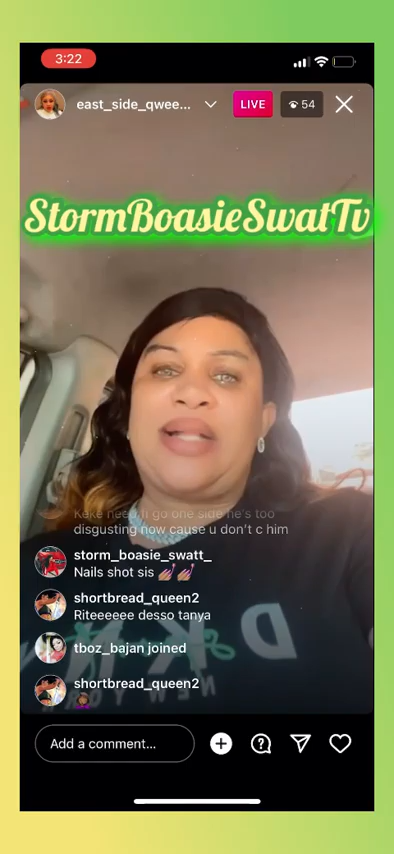 3:22
east_side_qwee...
LIVE
54
StormBoasieSwatTv
Keke need fi go one side he's too
disgusting now cause u don't c him
storm_boasie_swatt_
Nails shot sis
shortbread_queen2
Riteeeeee desso tanya
tboz_bajan joined
shortbread_queen2
Add a comment...